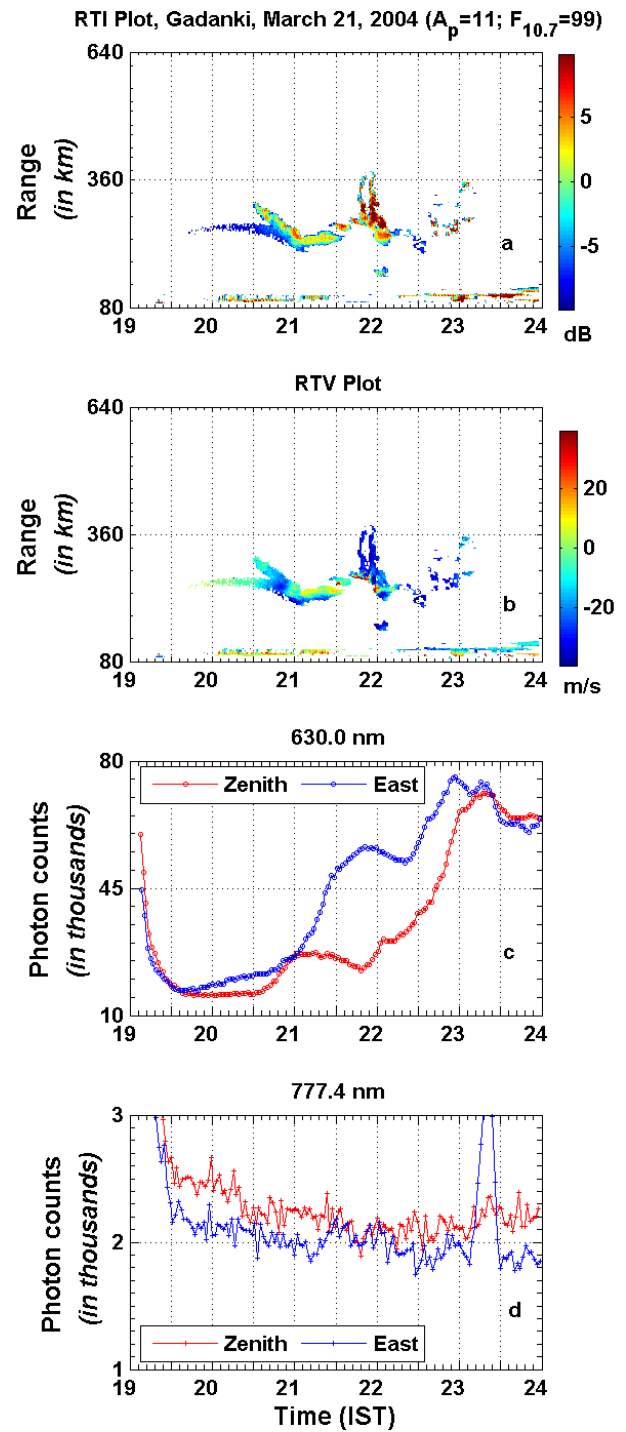 RTI Plot, Gadanki, March 21, 2004 (A_p=11; F_10.7=99)
640
360
80
Range
(in km)
a
19 20 21 22 23 24
5
0
-5
dB
RTV Plot
640
360
80
Range
(in km)
b
19 20 21 22 23 24
20
0
-20
m/s
630.0 nm
80
45
10
Photon counts
(in thousands)
Zenith East
c
19 20 21 22 23 24
777.4 nm
3
2
1
Photon counts
(in thousands)
d
Zenith East
19 20 21 22 23 24
Time (IST)